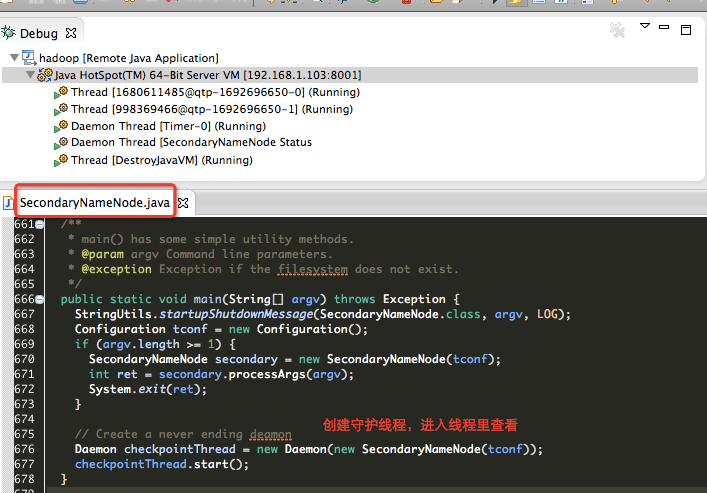 Debug
hadoop [Remote Java Application]
Java HotSpot(TM) 64-Bit Server VM [192.168.1.103:8001]
Thread [1680611485@qtp-1692696650-0] (Running)
Thread [998369466@qtp-1692696650-1] (Running)
Daemon Thread [Timer-0] (Running)
Daemon Thread [SecondaryNameNode Status
Thread [DestroyJavaVM] (Running)
SecondaryNameNode.java
661 /**
662 * main() has some simple utility methods.
663 * @param argv Command line parameters.
664 * @exception Exception if the filesystem does not exist.
665 */
666 public static void main(String[] argv) throws Exception {
667 StringUtils.startupShutdownMessage(SecondaryNameNode.class, argv, LOG);
668 Configuration tconf = new Configuration();
669 if (argv.length >= 1) {
670 SecondaryNameNode secondary = new SecondaryNameNode(tconf);
671 int ret = secondary.processArgs(argv);
672 System.exit(ret);
673 }
674 创建守护线程，进入线程里查看
675 // Create a never ending deamon
676 Daemon checkpointThread = new Daemon(new SecondaryNameNode(tconf));
677 checkpointThread.start();
678 }
679